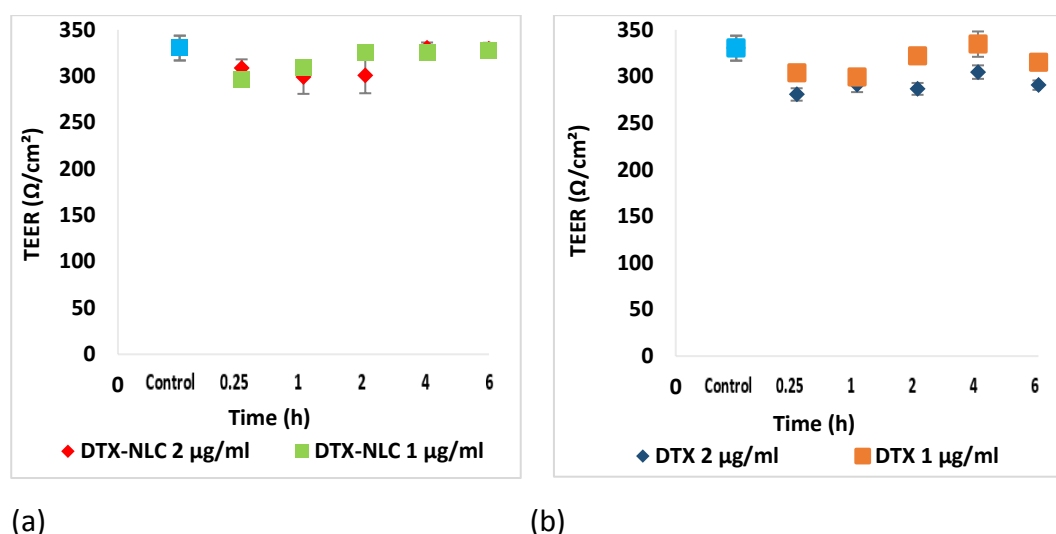 350
300
250
200
150
100
50
0
TEER (Ω/cm²)
0 Control 0.25 1 2 4 6
Time (h)
DTX-NLC 2 µg/ml DTX-NLC 1 µg/ml
(a)
350
300
250
200
150
100
50
0
TEER (Ω/cm²)
0 Control 0.25 1 2 4 6
Time (h)
DTX 2 µg/ml DTX 1 µg/ml
(b)